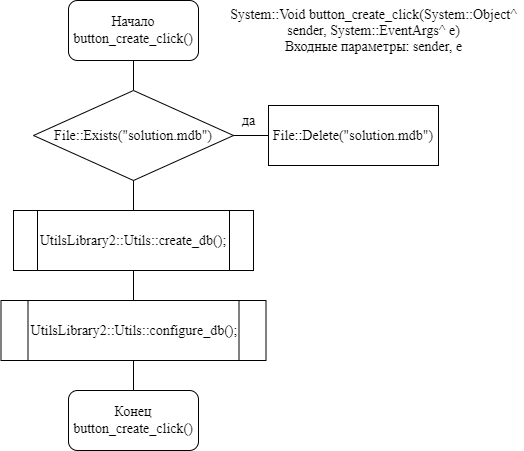 Начало
button_create_click()
System::Void button_create_click(System::Object^
sender, System::EventArgs^ e)
Входные параметры: sender, e
File::Exists("solution.mdb")
да
File::Delete("solution.mdb")
UtilsLibrary2::Utils::create_db();
UtilsLibrary2::Utils::configure_db();
Конец
button_create_click()